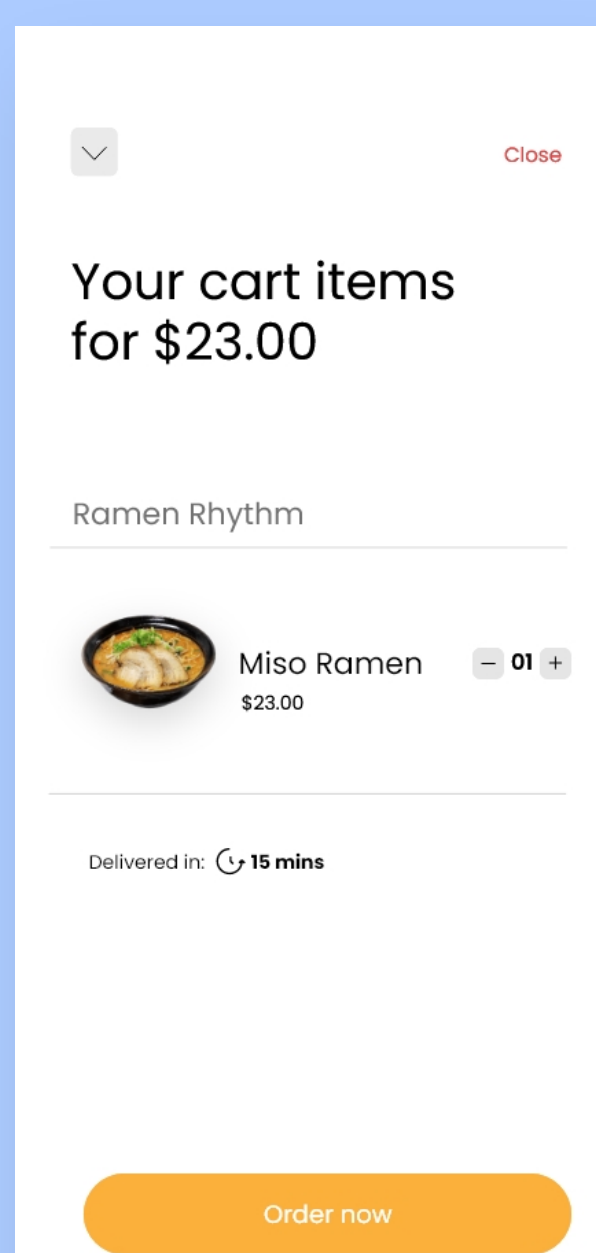 Close
Your cart items
for $23.00
Ramen Rhythm
Miso Ramen
− 01 +
$23.00
Delivered in: 15 mins
Order now